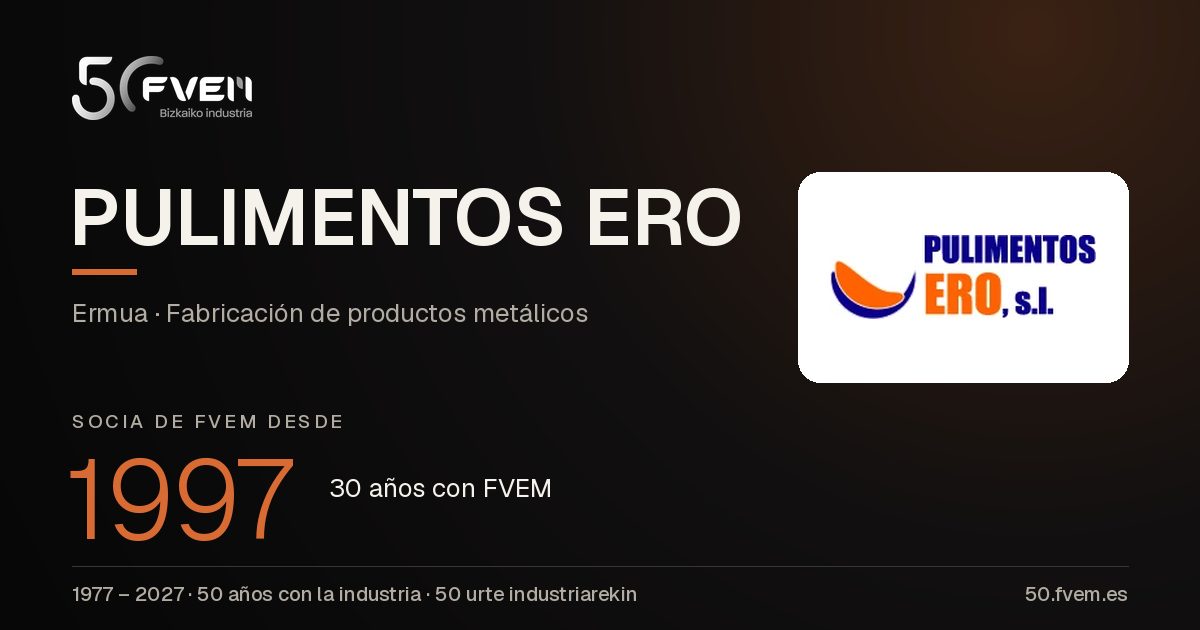 50 FVEM
Bizkaiko industria
PULIMENTOS ERO
PULIMENTOS
ERO, s.l.
Ermua · Fabricación de productos metálicos
SOCIA DE FVEM DESDE
1997
30 años con FVEM
1977 – 2027 · 50 años con la industria · 50 urte industriarekin
50.fvem.es